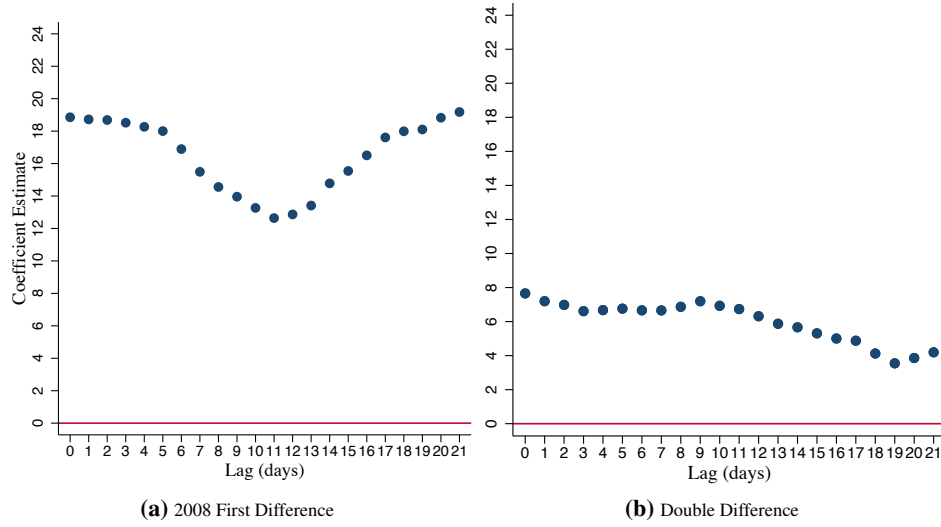 Coefficient Estimate
0 2 4 6 8 10 12 14 16 18 20 22 24
0 1 2 3 4 5 6 7 8 9 10 11 12 13 14 15 16 17 18 19 20 21
Lag (days)
(a) 2008 First Difference
0 2 4 6 8 10 12 14 16 18 20 22 24
0 1 2 3 4 5 6 7 8 9 10 11 12 13 14 15 16 17 18 19 20 21
Lag (days)
(b) Double Difference